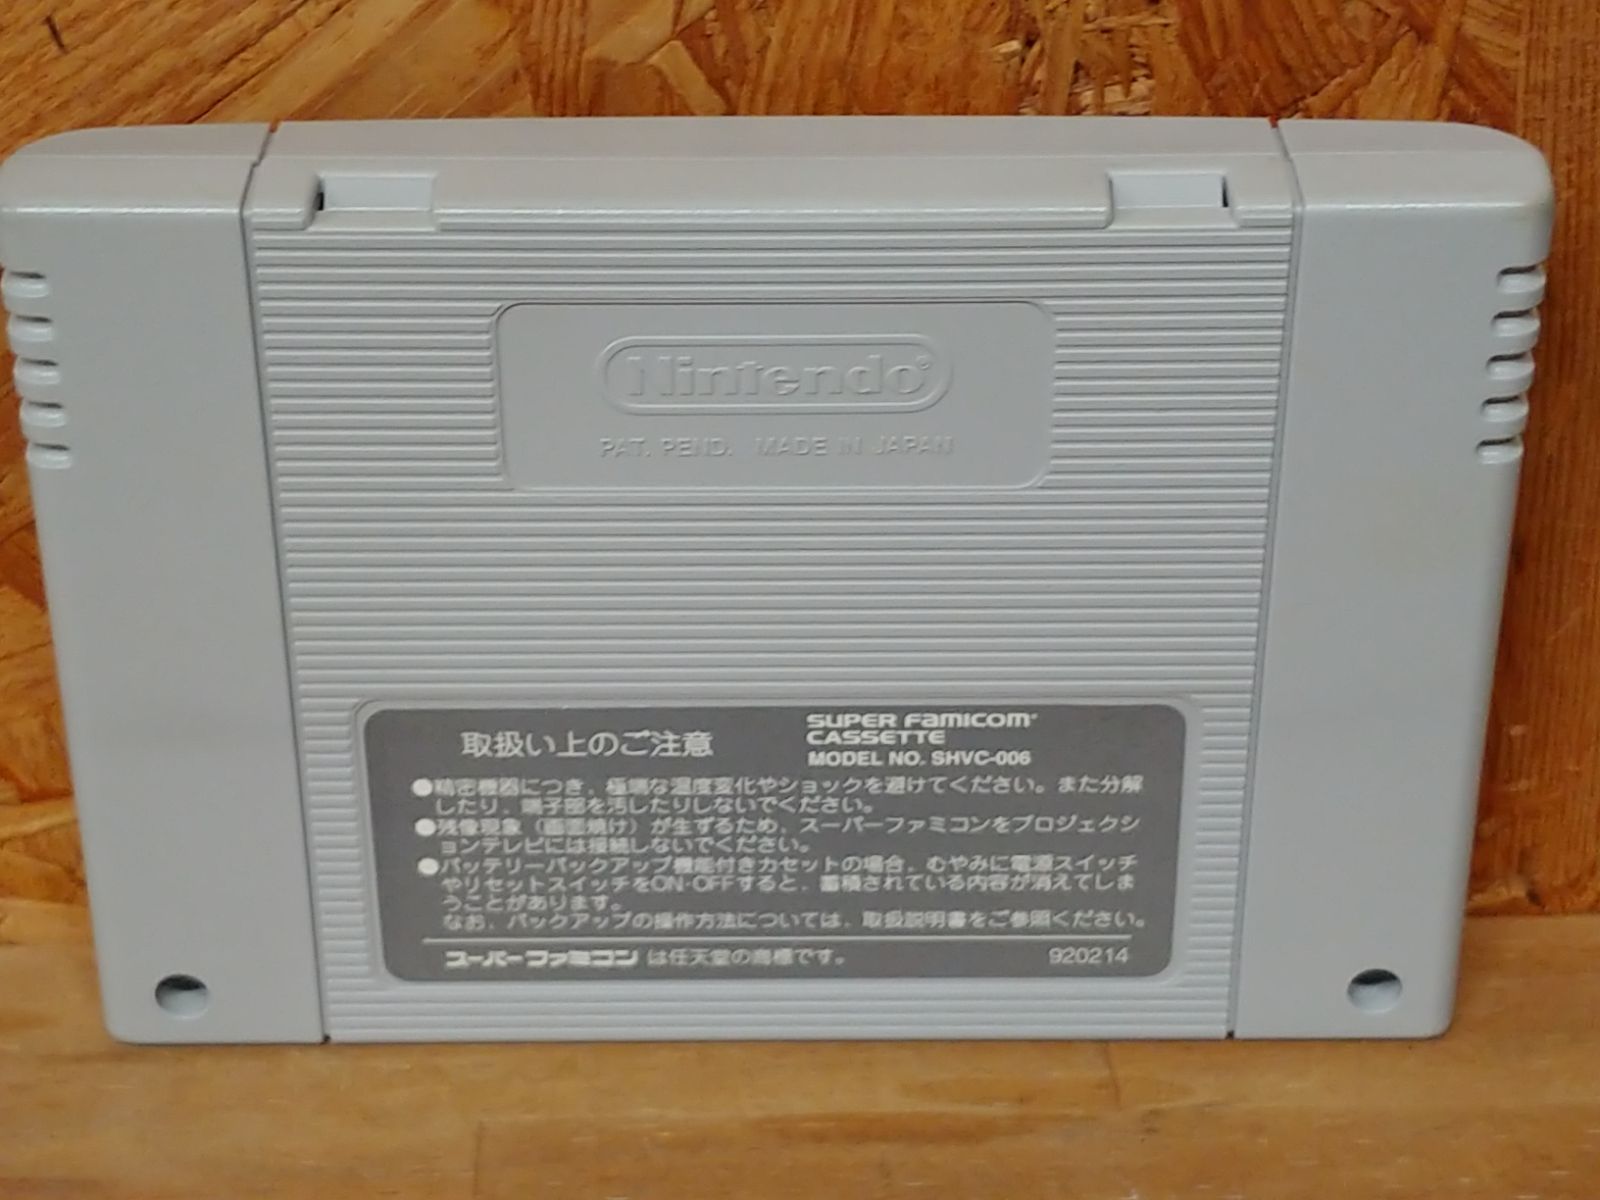 Nintendo®
PAT. PEND. MADE IN JAPAN
取扱い上のご注意
SUPER FAMICOM
CASSETTE
MODEL NO. SHVC-006
●精密機器につき、極端な温度変化やショックを避けてください。また分解
したり、端子部を汚したりしないでください。
●残像現象（画面焼け）が生ずるため、スーパーファミコンをプロジェクシ
ョンテレビには接続しないでください。
●バッテリーバックアップ機能付きカセットの場合、むやみに電源スイッチ
やリセットスイッチをON・OFFすると、蓄積されている内容が消えてしま
うことがあります。
なお、バックアップの操作方法については、取扱説明書をご参照ください。
スーパーファミコンは任天堂の商標です。
920214